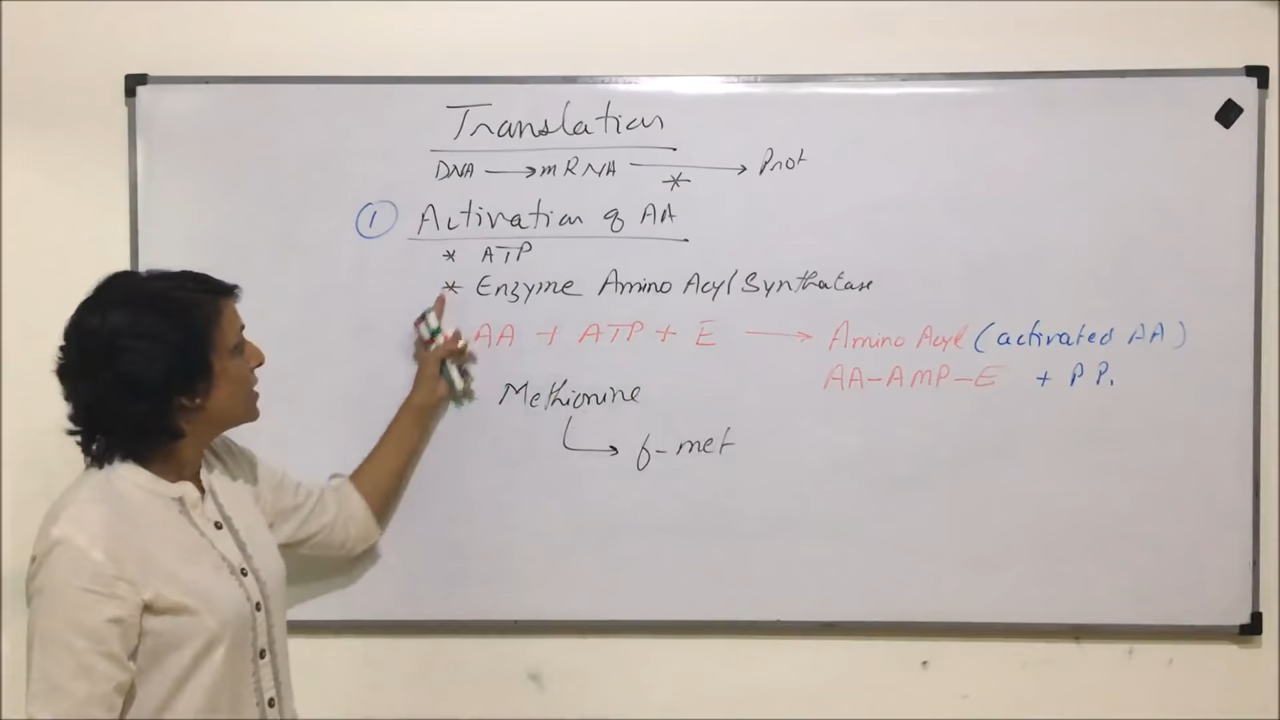 Translation
DNA → mRNA → Prot
*
① Activation of AA
* ATP
* Enzyme Amino Acyl Synthatase
AA + ATP + E → Amino Acyl (activated AA)
AA-AMP-E + PPi
Methionine
↳ f-met